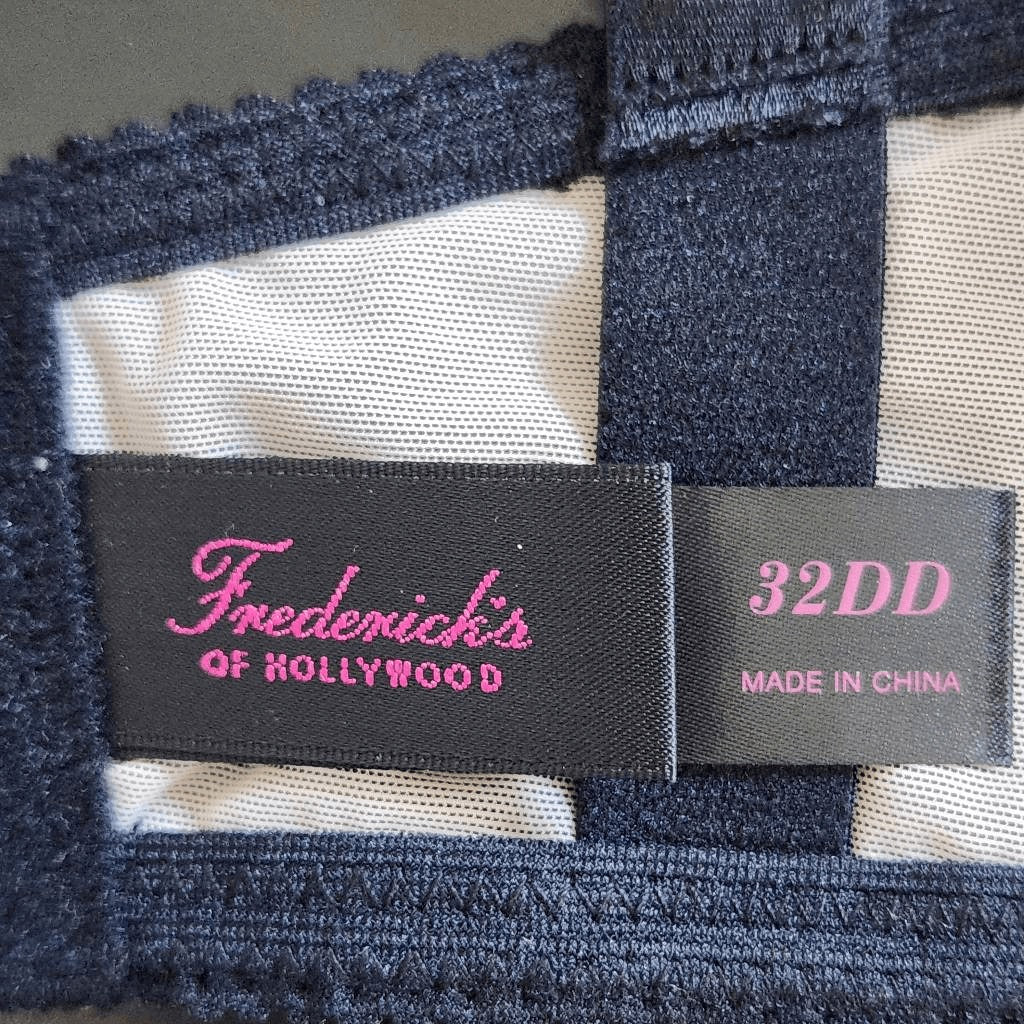 Frederick's
OF HOLLYWOOD
32DD
MADE IN CHINA